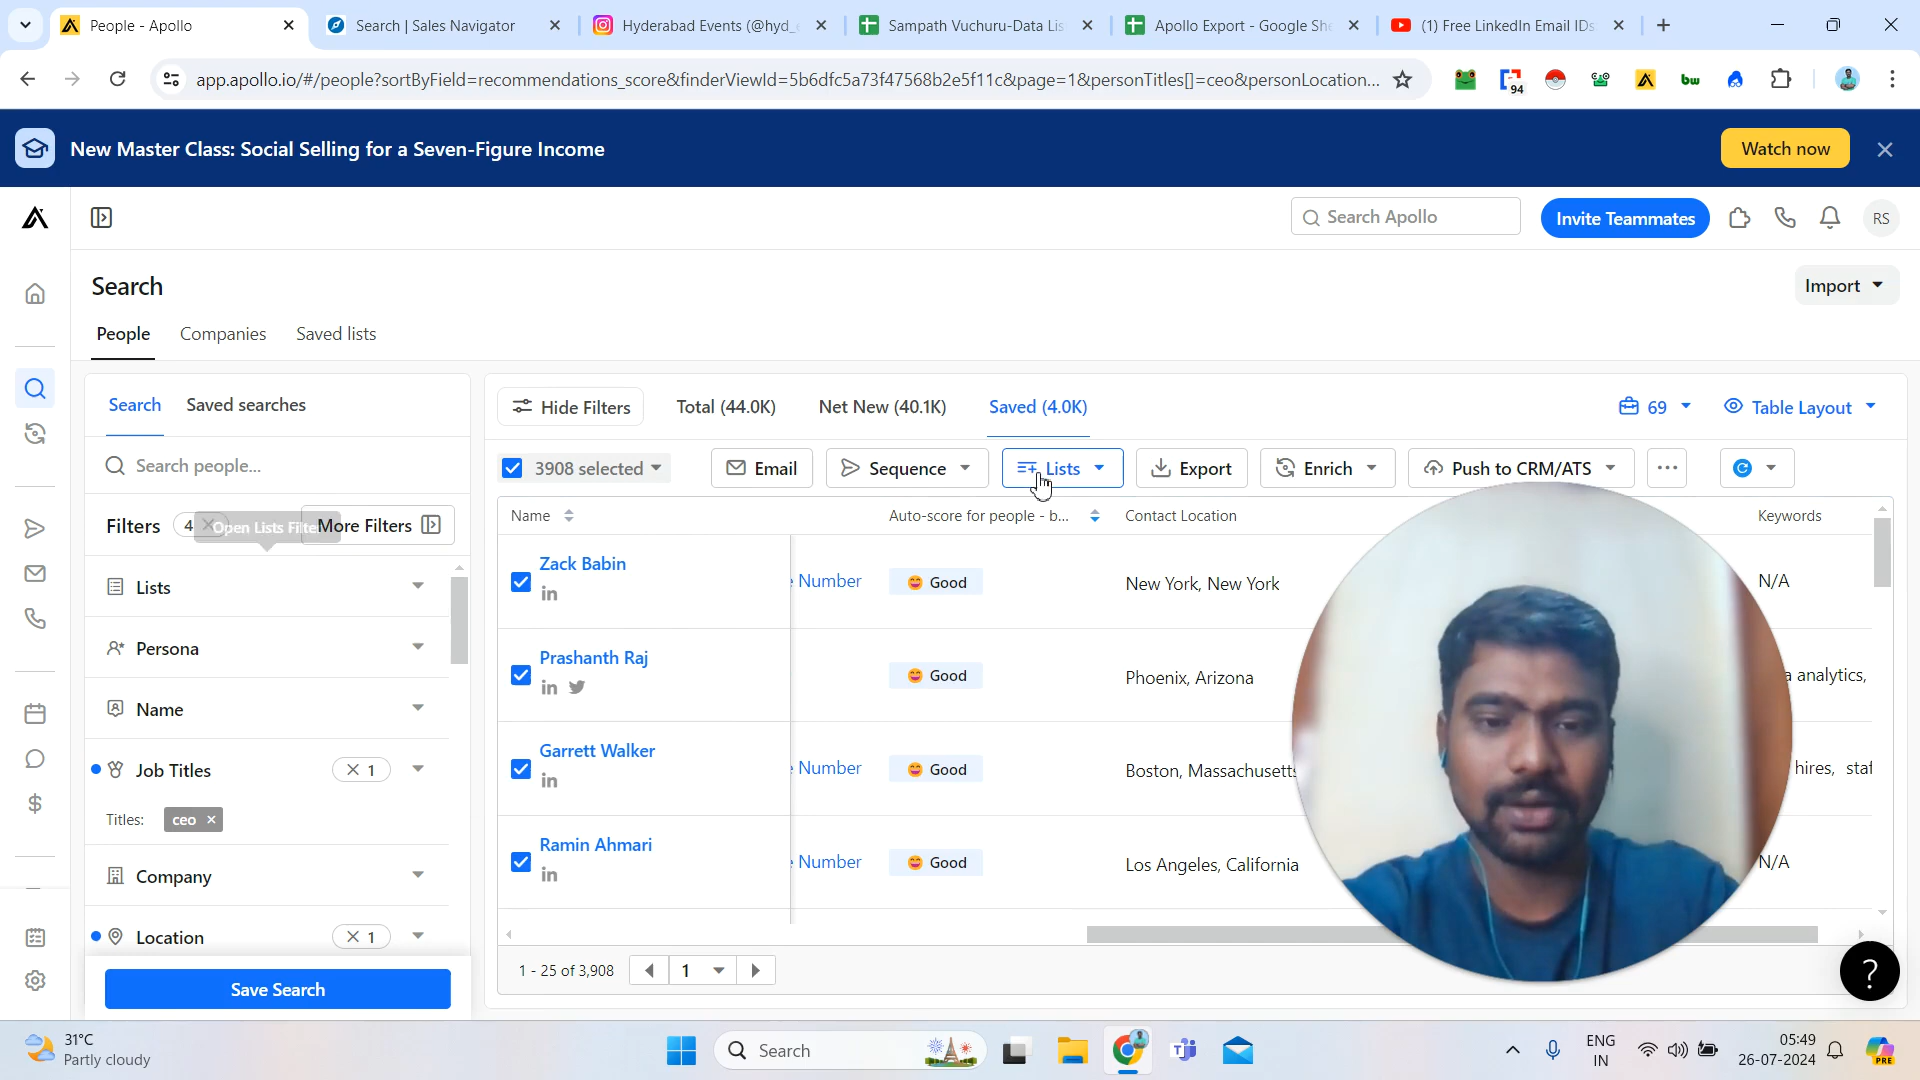 People - Apollo
Search | Sales Navigator
Hyderabad Events (@hyd_
Sampath Vuchuru-Data Lis
Apollo Export - Google She
(1) Free LinkedIn Email IDs
app.apollo.io/#/people?sortByField=recommendations_score&finderViewId=5b6dfc5a73f47568b2e5f11c&page=1&personTitles[]=ceo&personLocation...
94
bw
New Master Class: Social Selling for a Seven-Figure Income
Watch now
Search Apollo
Invite Teammates
RS
Search
Import
People
Companies
Saved lists
Search
Saved searches
Hide Filters
Total (44.0K)
Net New (40.1K)
Saved (4.0K)
69
Table Layout
Search people...
3908 selected
Email
Sequence
Lists
Export
Enrich
Push to CRM/ATS
Filters
4
Open Lists Filte
More Filters
Name
Auto-score for people - b...
Contact Location
Keywords
Lists
Persona
Name
Job Titles
1
Titles:
ceo
Company
Location
1
Save Search
Zack Babin
e Number
Good
New York, New York
N/A
Prashanth Raj
Good
Phoenix, Arizona
a analytics,
Garrett Walker
e Number
Good
Boston, Massachusetts
hires, staf
Ramin Ahmari
e Number
Good
Los Angeles, California
N/A
1 - 25 of 3,908
1
?
31°C
Partly cloudy
Search
ENG
IN
05:49
26-07-2024
PRE